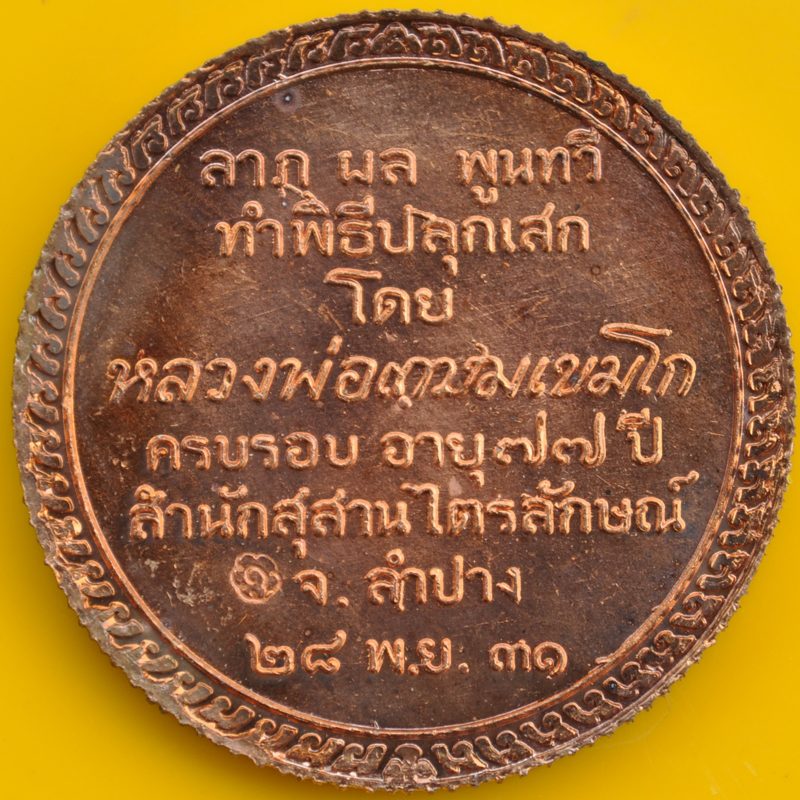 ลาภ ผล พูนทวี
ทำพิธีปลุกเสก
โดย
หลวงพ่อเกษมเขมโก
ครบรอบ อายุ๗๗ ปี
สำนักสุสานไตรลักษณ์
จ. ลำปาง
๒๘ พ.ย. ๓๑